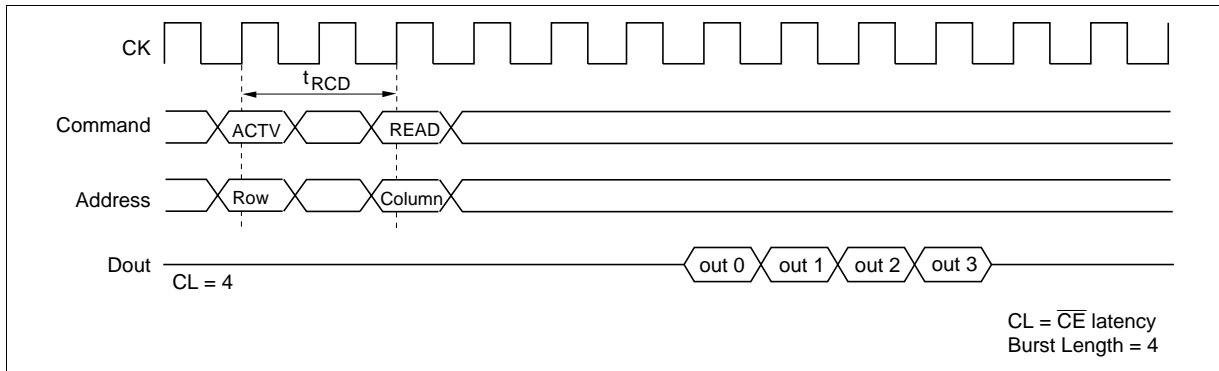 CK
tRCD
Command ACTV READ
Address Row Column
Dout out 0 out 1 out 2 out 3
CL = 4
CL = C̅E̅ latency
Burst Length = 4